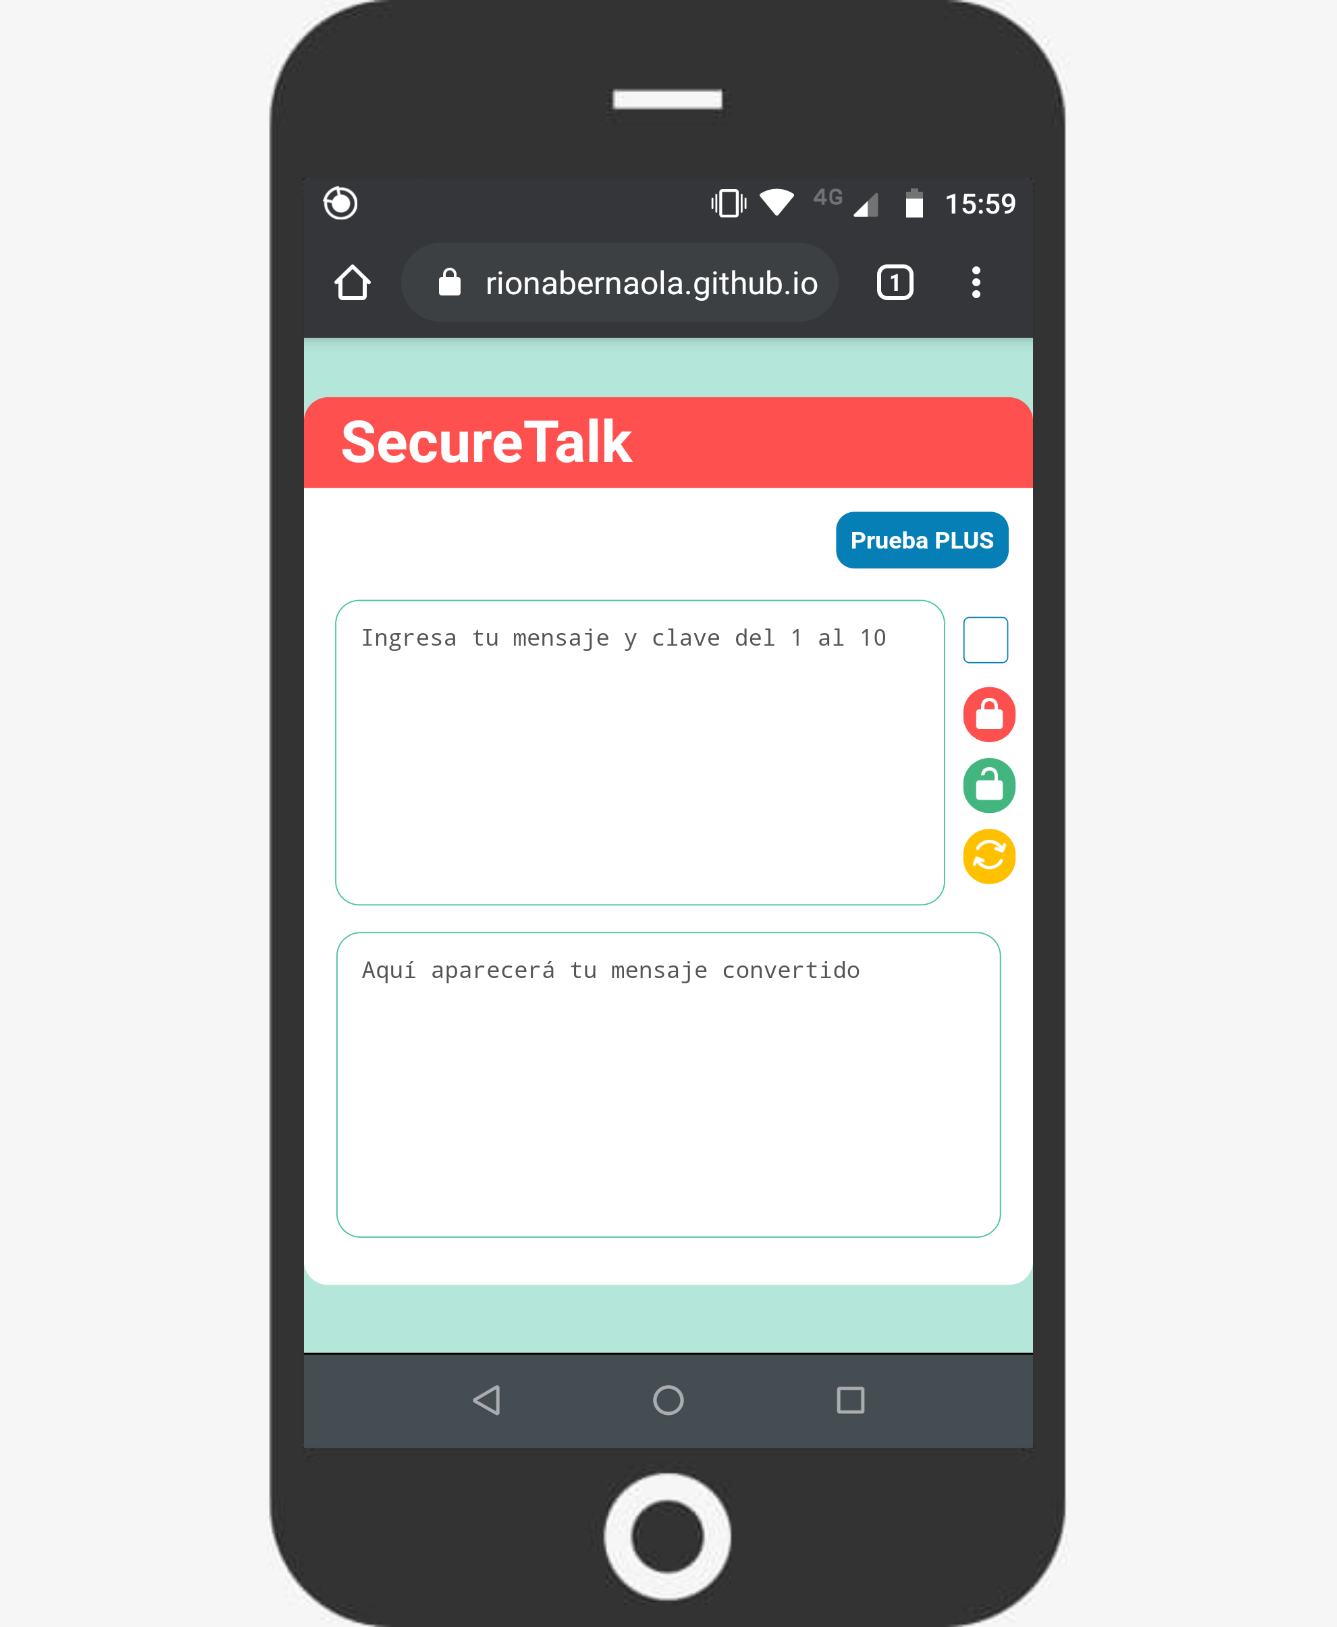 4G 15:59
rionabernaola.github.io 1
SecureTalk
Prueba PLUS
Ingresa tu mensaje y clave del 1 al 10
Aquí aparecerá tu mensaje convertido